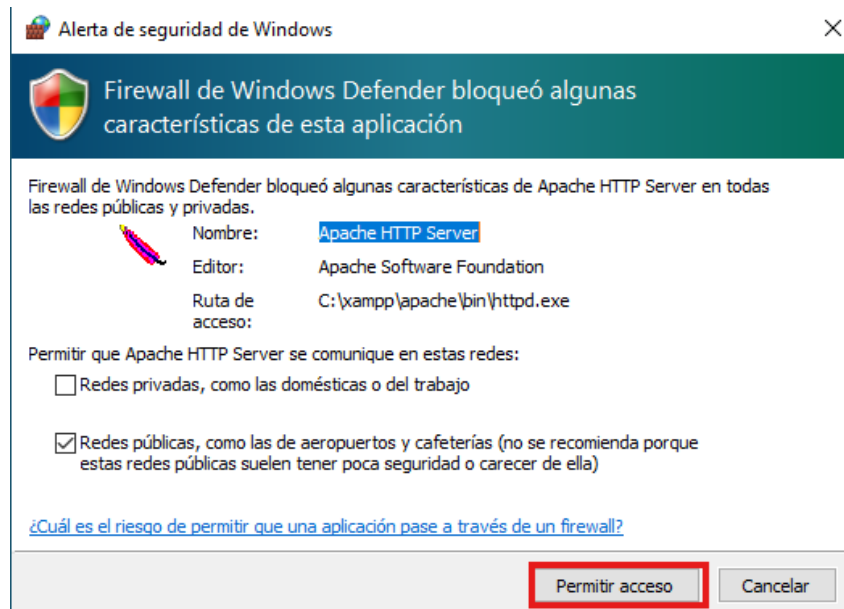 Alerta de seguridad de Windows
Firewall de Windows Defender bloqueó algunas
características de esta aplicación
Firewall de Windows Defender bloqueó algunas características de Apache HTTP Server en todas
las redes públicas y privadas.
Nombre: Apache HTTP Server
Editor: Apache Software Foundation
Ruta de C:\xampp\apache\bin\httpd.exe
acceso:
Permitir que Apache HTTP Server se comunique en estas redes:
Redes privadas, como las domésticas o del trabajo
Redes públicas, como las de aeropuertos y cafeterías (no se recomienda porque
estas redes públicas suelen tener poca seguridad o carecer de ella)
¿Cuál es el riesgo de permitir que una aplicación pase a través de un firewall?
Permitir acceso Cancelar